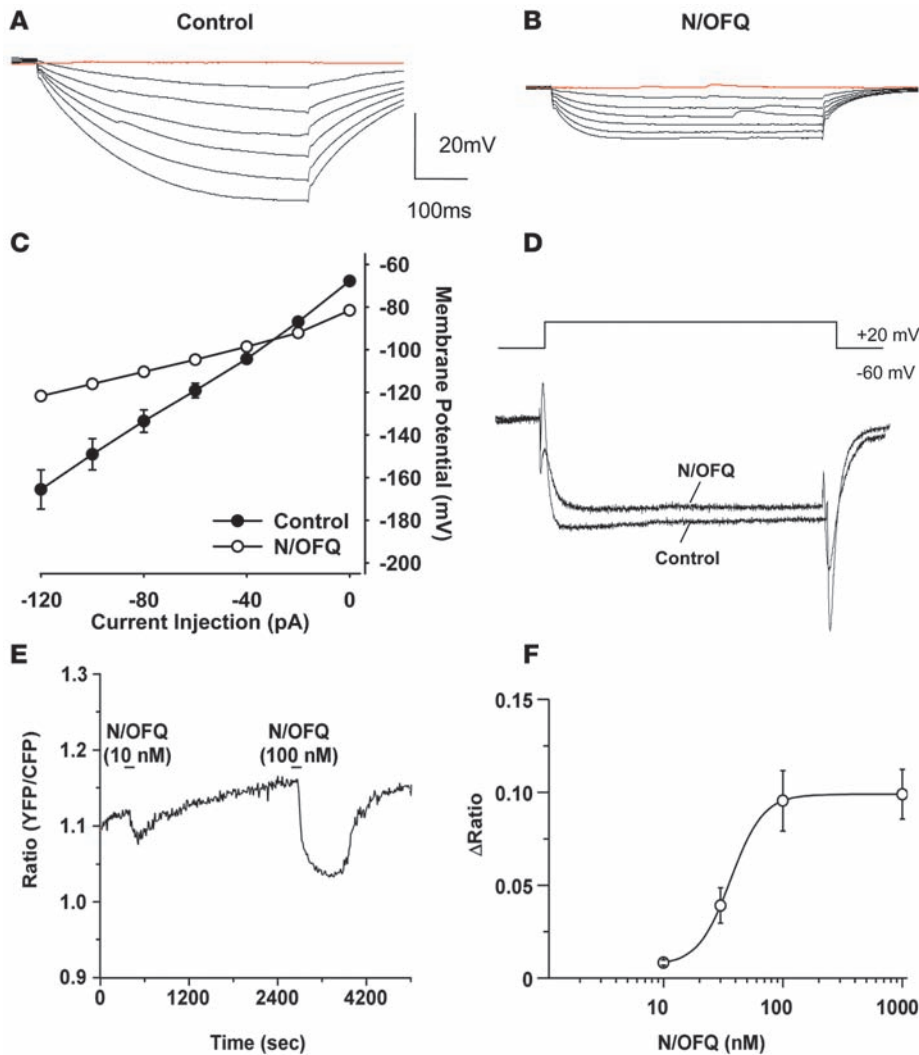 A
Control
B
N/OFQ
20mV
100ms
C
-60
-80
-100
-120
-140
-160
-180
-200
Membrane Potential (mV)
Control
N/OFQ
-120
-80
-40
0
Current Injection (pA)
D
+20 mV
-60 mV
N/OFQ
Control
E
1.3
1.2
1.1
1.0
0.9
Ratio (YFP/CFP)
N/OFQ
(10 nM)
N/OFQ
(100 nM)
0
1200
2400
4200
Time (sec)
F
0.15
0.10
0.05
0
ΔRatio
10
100
1000
N/OFQ (nM)